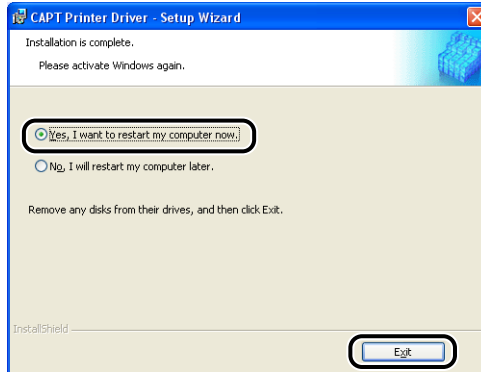 CAPT Printer Driver - Setup Wizard
Installation is complete.
Please activate Windows again.
Yes, I want to restart my computer now.
No, I will restart my computer later.
Remove any disks from their drives, and then click Exit.
InstallShield
Exit